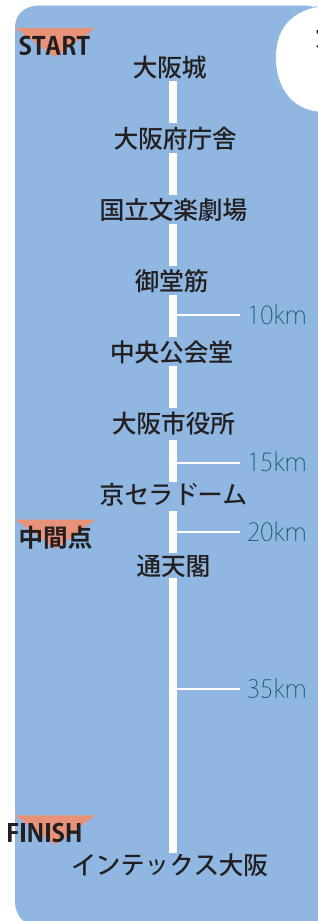 START
大阪城
大阪府庁舎
国立文楽劇場
御堂筋
10km
中央公会堂
大阪市役所
15km
京セラドーム
20km
中間点
通天閣
35km
FINISH
インテックス大阪